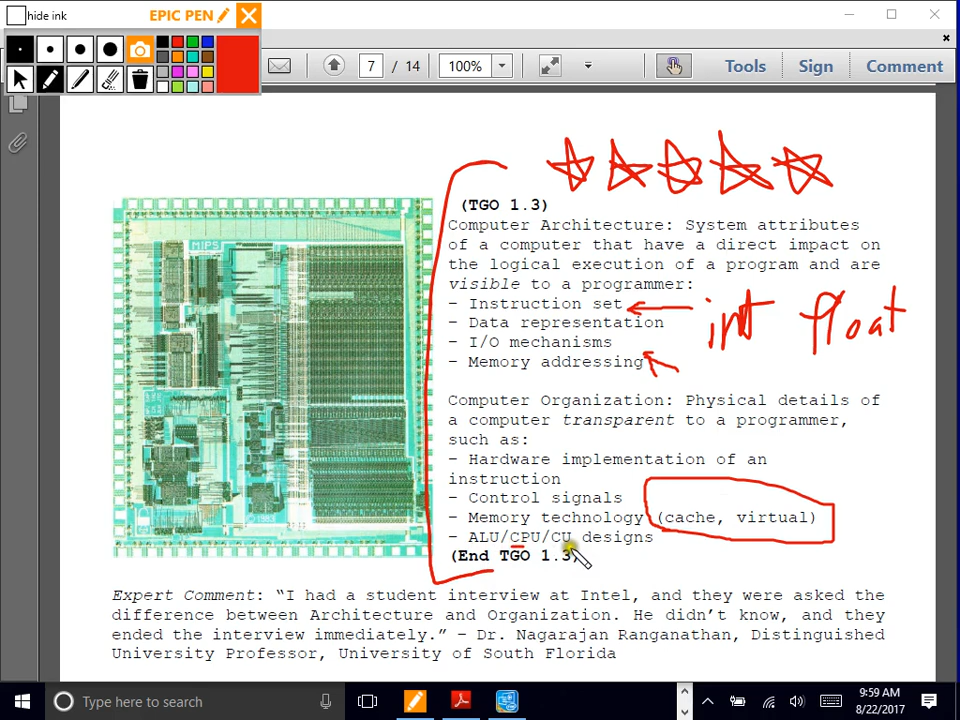 hide ink
EPIC PEN
7 / 14
100%
Tools
Sign
Comment
MIPS
(TGO 1.3)
Computer Architecture: System attributes
of a computer that have a direct impact on
the logical execution of a program and are
visible to a programmer:
- Instruction set
- Data representation
- I/O mechanisms
- Memory addressing
int float
Computer Organization: Physical details of
a computer transparent to a programmer,
such as:
- Hardware implementation of an
instruction
- Control signals
- Memory technology (cache, virtual)
- ALU/CPU/CU designs
(End TGO 1.3)
Expert Comment: “I had a student interview at Intel, and they were asked the
difference between Architecture and Organization. He didn’t know, and they
ended the interview immediately.” – Dr. Nagarajan Ranganathan, Distinguished
University Professor, University of South Florida
Type here to search
9:59 AM
8/22/2017